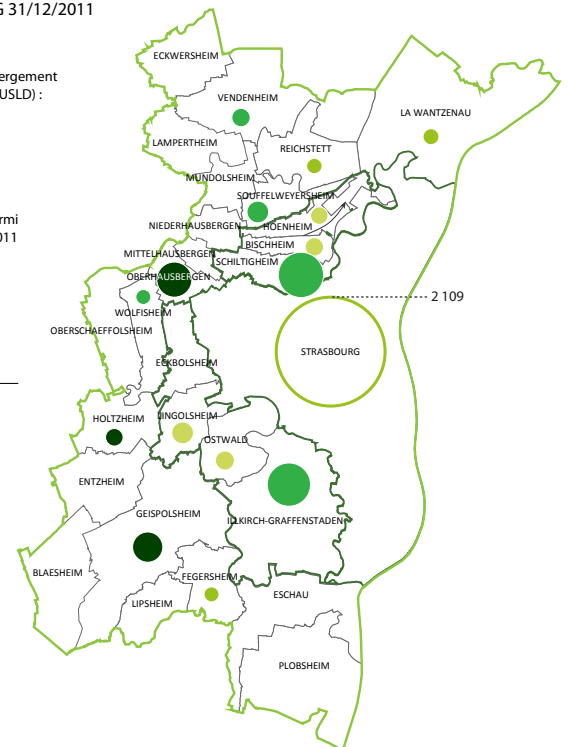 G 31/12/2011
ergement
USLD) :
rmi
011
ECKWERSHEIM
VENDENHEIM
LA WANTZENAU
LAMPERTHEIM
REICHSTETT
MUNDOLSHEIM
SOUFFELWEYERSHEIM
NIEDERHAUSBERGEN
HOENHEIM
BISCHHEIM
MITTELHAUSBERGEN
SCHILTIGHEIM
OBERHAUSBERGEN
2 109
WOLFISHEIM
OBERSCHAEFFOLSHEIM
STRASBOURG
ECKBOLSHEIM
HOLTZHEIM
LINGOLSHEIM
OSTWALD
ENTZHEIM
GEISPOLSHEIM
ILLKIRCH-GRAFFENSTADEN
BLAESHEIM
FEGERSHEIM
LIPSHEIM
ESCHAU
PLOBSHEIM